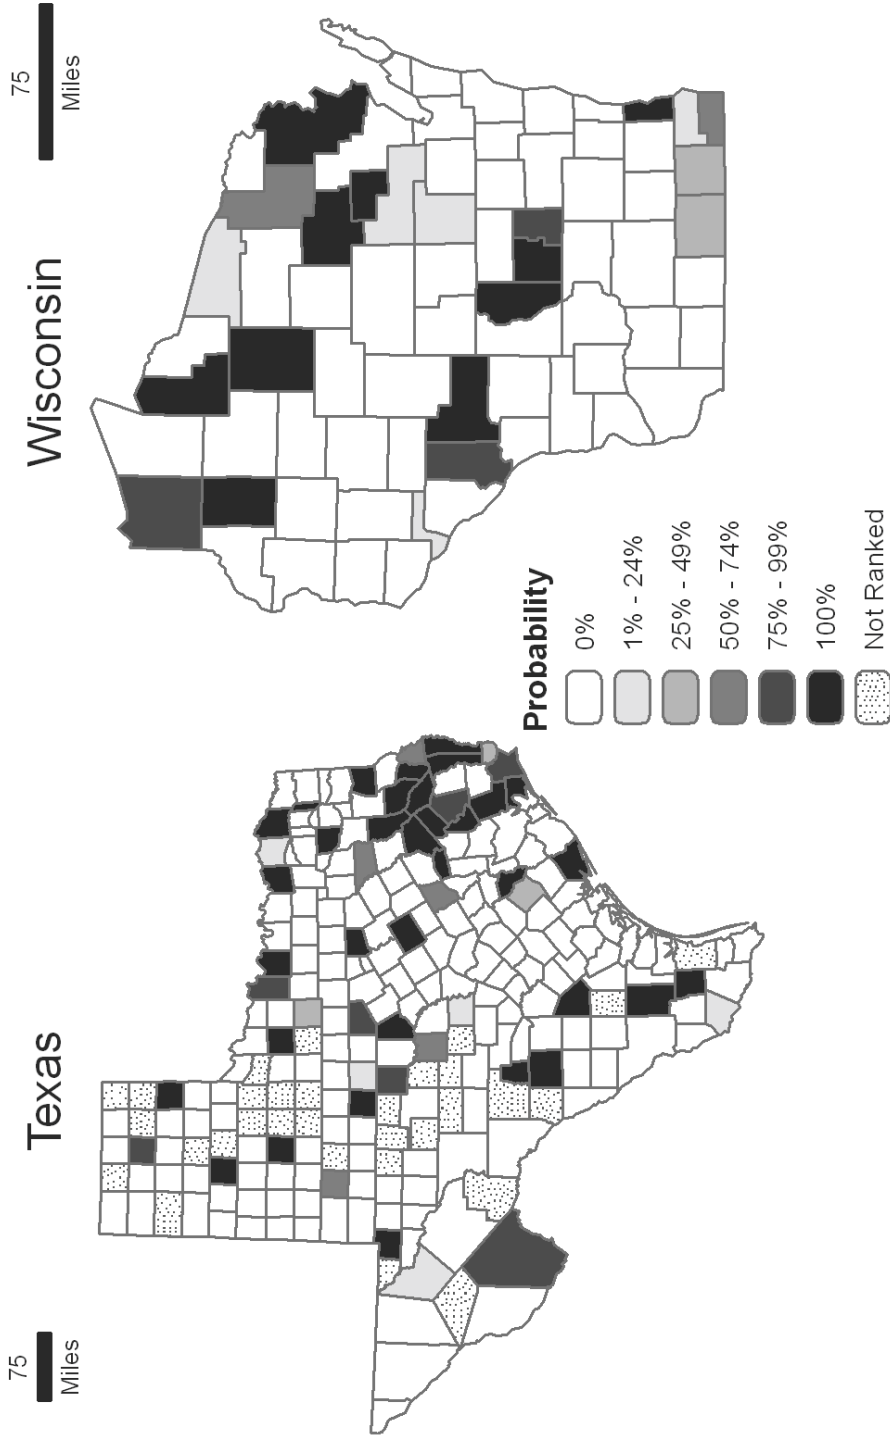 Texas
75
Miles
Wisconsin
75
Miles
Probability
0%
1% - 24%
25% - 49%
50% - 74%
75% - 99%
100%
Not Ranked